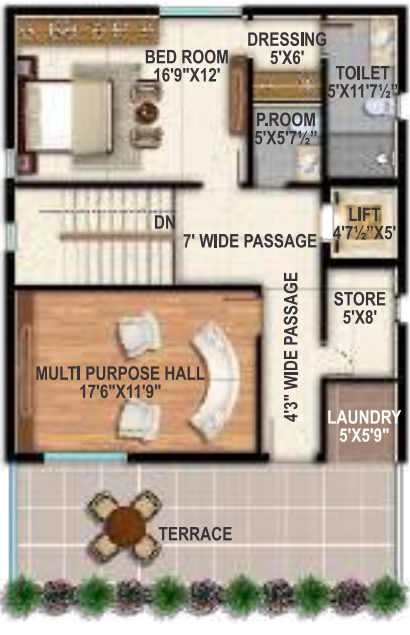 BED ROOM
16'9"X12'
DRESSING
5'X6'
TOILET
5'X11'7½"
P.ROOM
5'X5'7½"
DN
7' WIDE PASSAGE
LIFT
4'7½"X5'
4'3" WIDE PASSAGE
STORE
5'X8'
MULTI PURPOSE HALL
17'6"X11'9"
LAUNDRY
5'X5'9"
TERRACE